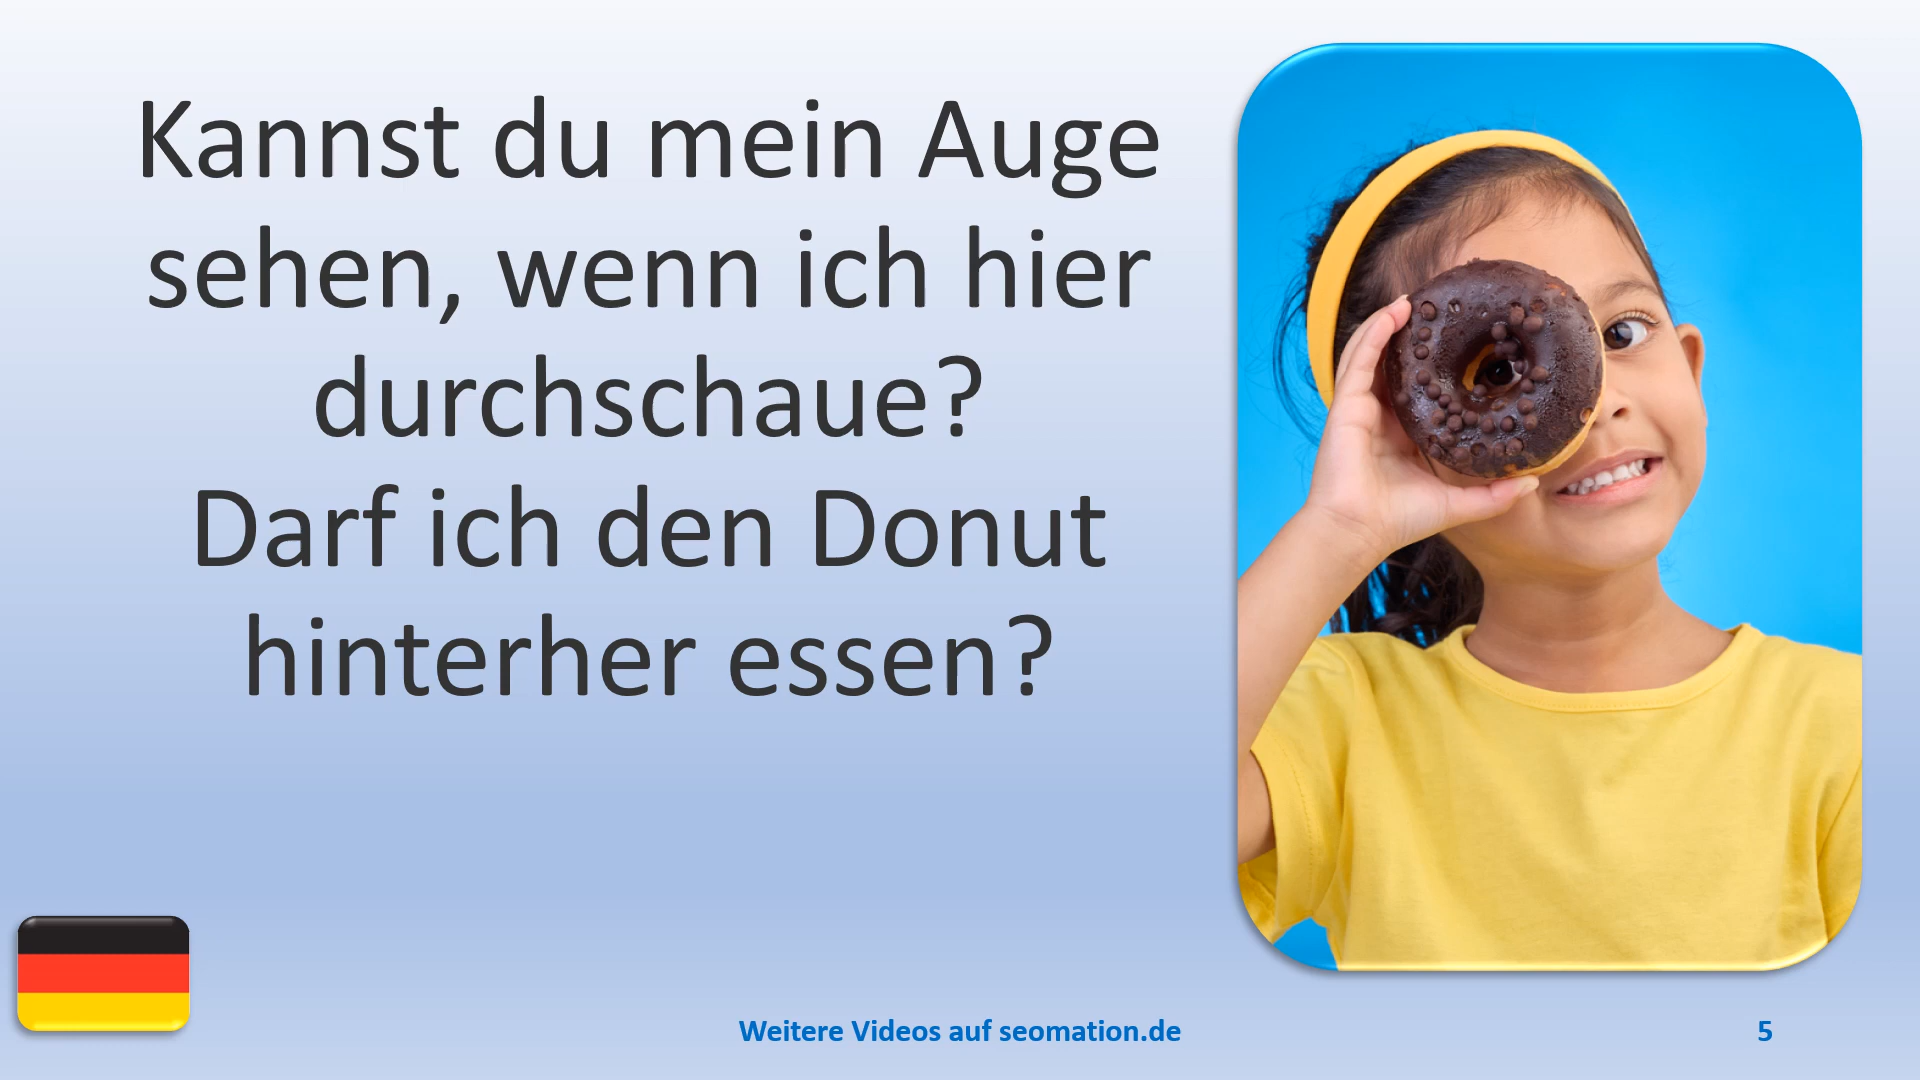 Kannst du mein Auge
sehen, wenn ich hier
durchschaue?
Darf ich den Donut
hinterher essen?
Weitere Videos auf seomation.de
5